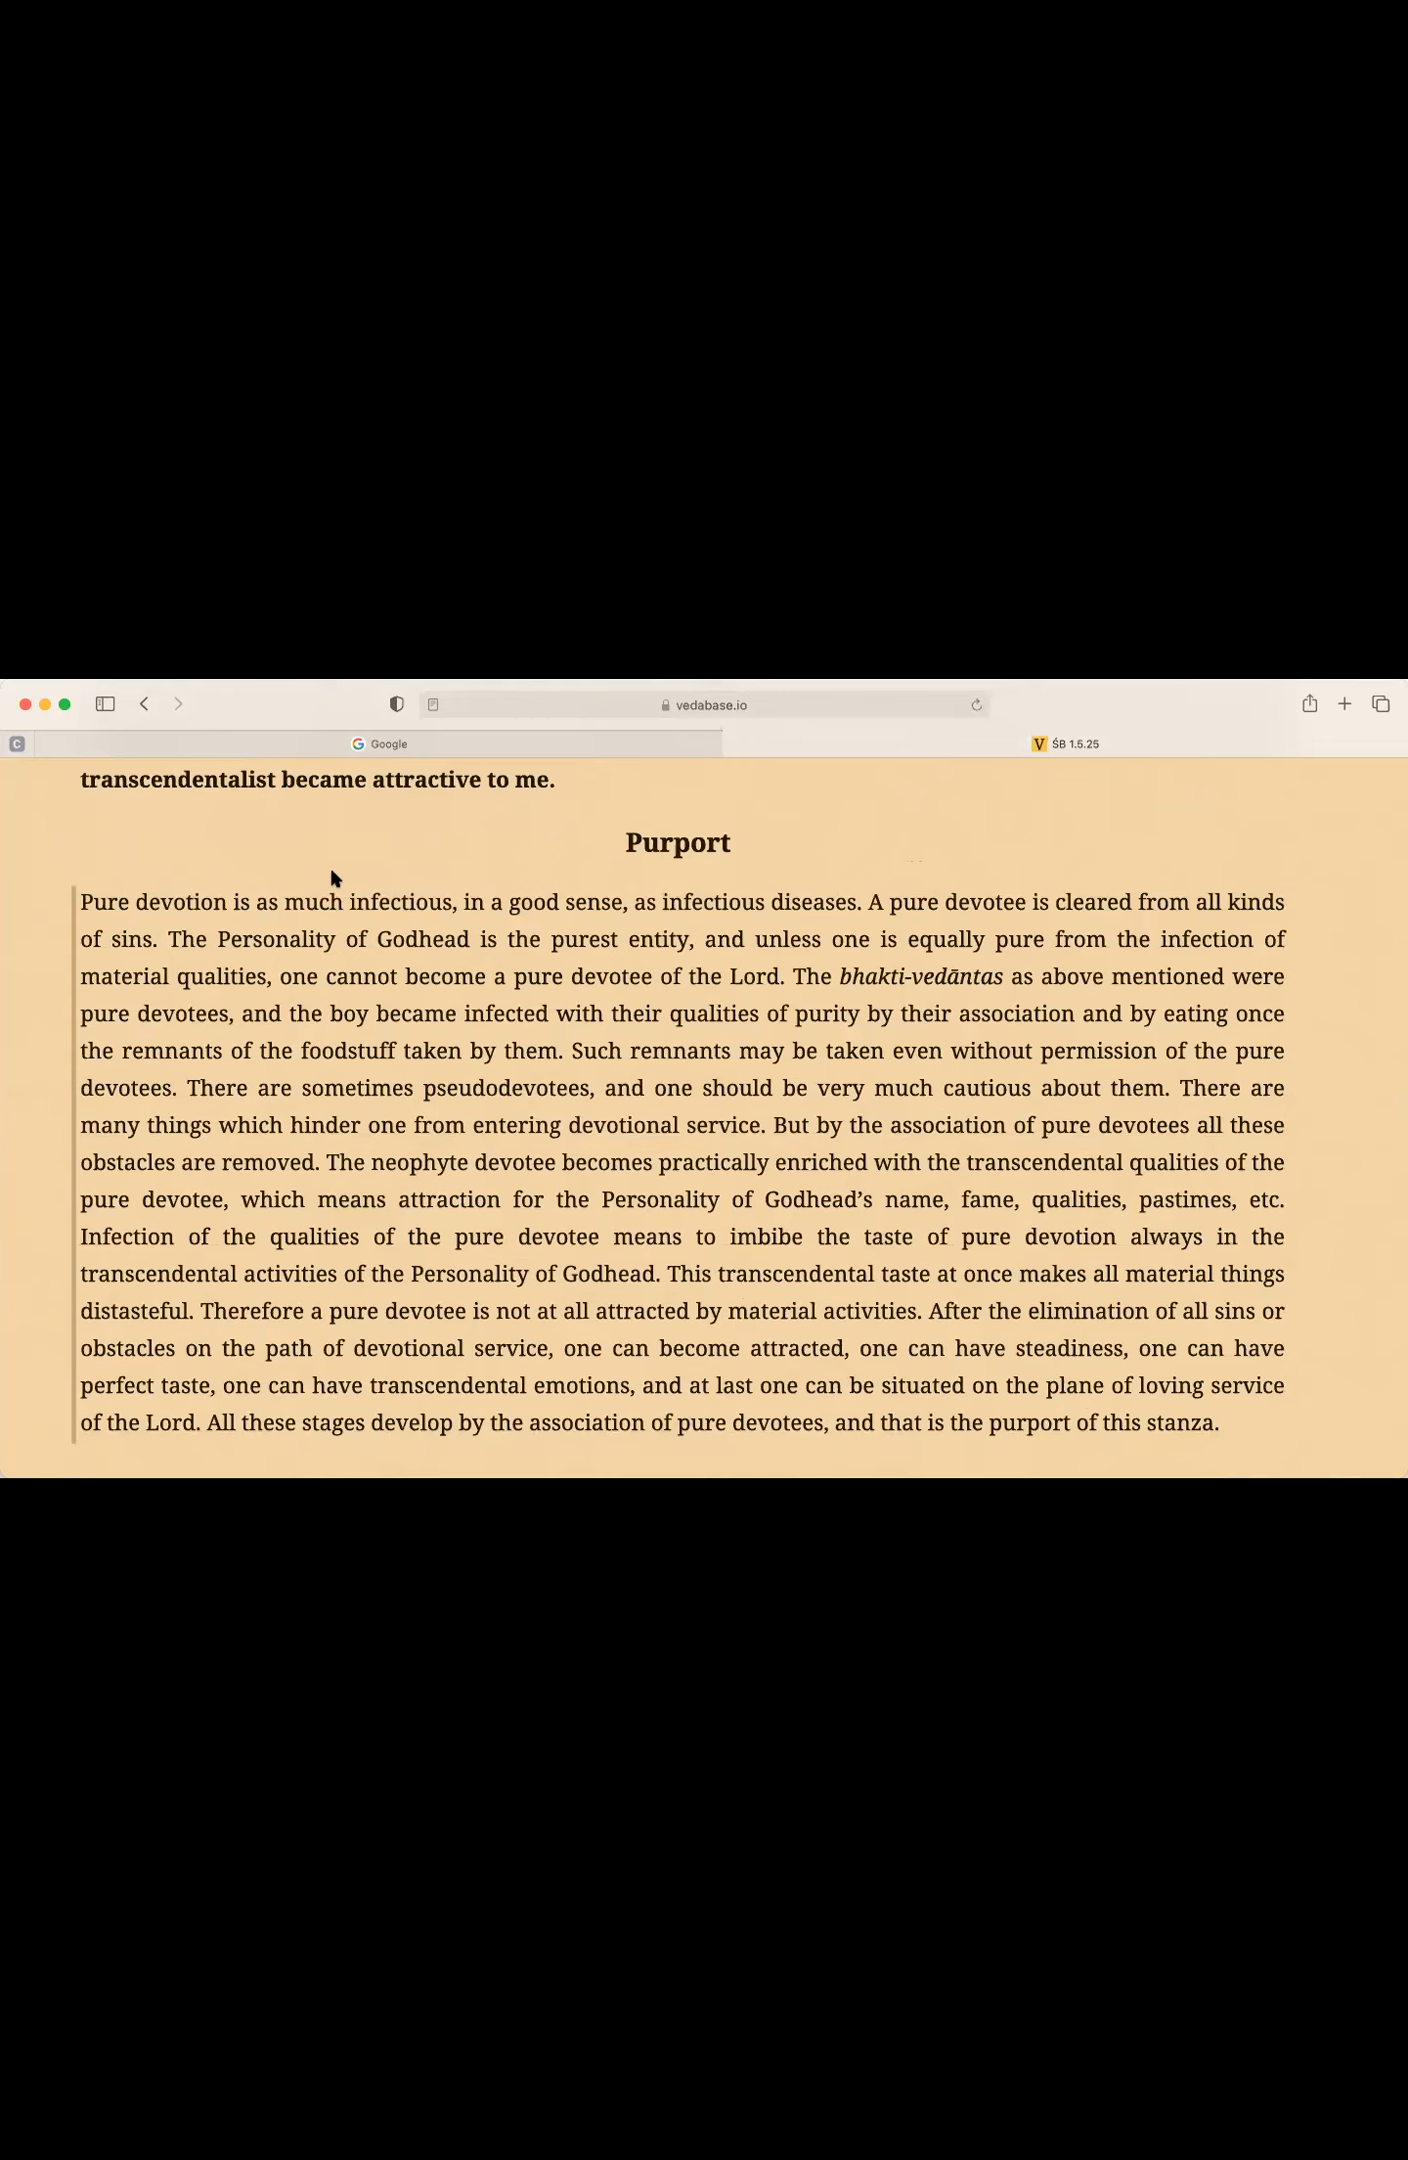 vedabase.io
C
Google
V ŚB 1.5.25
transcendentalist became attractive to me.
Purport
Pure devotion is as much infectious, in a good sense, as infectious diseases. A pure devotee is cleared from all kinds
of sins. The Personality of Godhead is the purest entity, and unless one is equally pure from the infection of
material qualities, one cannot become a pure devotee of the Lord. The bhakti-vedāntas as above mentioned were
pure devotees, and the boy became infected with their qualities of purity by their association and by eating once
the remnants of the foodstuff taken by them. Such remnants may be taken even without permission of the pure
devotees. There are sometimes pseudodevotees, and one should be very much cautious about them. There are
many things which hinder one from entering devotional service. But by the association of pure devotees all these
obstacles are removed. The neophyte devotee becomes practically enriched with the transcendental qualities of the
pure devotee, which means attraction for the Personality of Godhead’s name, fame, qualities, pastimes, etc.
Infection of the qualities of the pure devotee means to imbibe the taste of pure devotion always in the
transcendental activities of the Personality of Godhead. This transcendental taste at once makes all material things
distasteful. Therefore a pure devotee is not at all attracted by material activities. After the elimination of all sins or
obstacles on the path of devotional service, one can become attracted, one can have steadiness, one can have
perfect taste, one can have transcendental emotions, and at last one can be situated on the plane of loving service
of the Lord. All these stages develop by the association of pure devotees, and that is the purport of this stanza.